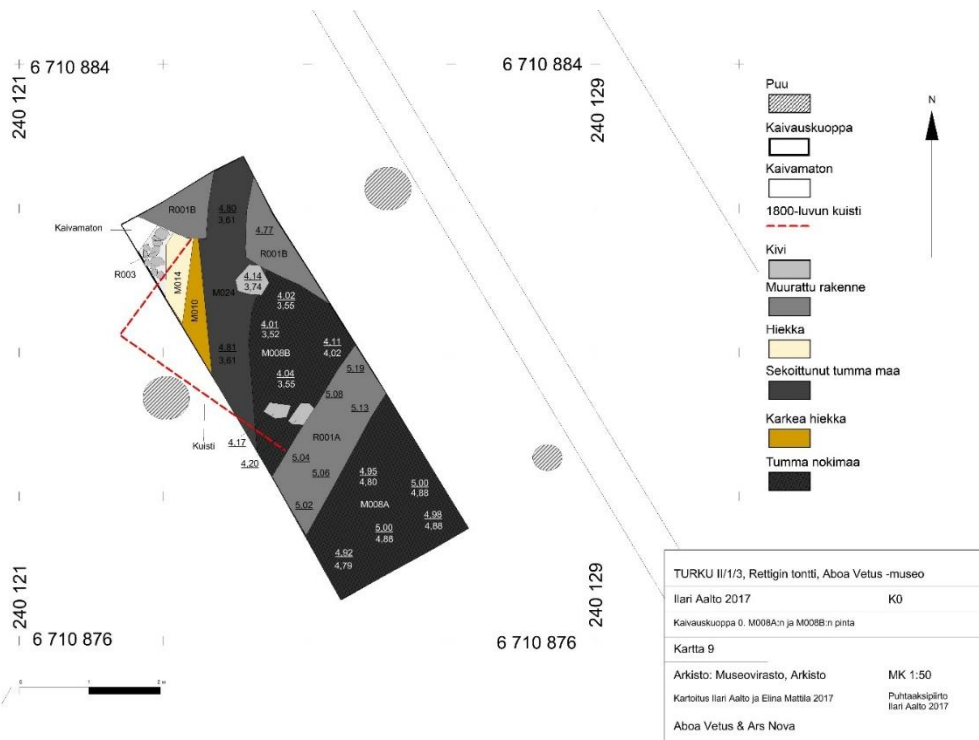 6 710 884
6 710 884
240 121
240 129
Puu
Kaivauskuoppa
Kaivamaton
1800-luvun kuisti
Kivi
Muurattu rakenne
Hiekka
Sekoittunut tumma maa
Karkea hiekka
Tumma nokimaa
N
R001B
4,80
3,61
4,77
R001B
Kaivamaton
R003
M014
M010
M024
4,14
3,74
4,02
3,55
4,01
3,52
4,11
4,02
4,81
3,61
M008B
4,04
3,55
5,19
5,08
5,13
Kuisti
4,17
4,20
R001A
5,04
5,06
5,02
4,95
4,80
5,00
4,88
M008A
4,98
4,88
5,00
4,88
4,92
4,79
240 121
240 129
6 710 876
6 710 876
0 1 2 m
TURKU II/1/3, Rettigin tontti, Aboa Vetus -museo
Ilari Aalto 2017 K0
Kaivauskuoppa 0. M008A:n ja M008B:n pinta
Kartta 9
Arkisto: Museovirasto, Arkisto MK 1:50
Kartoitus Ilari Aalto ja Elina Mattila 2017 Puhtaaksipiirto
Ilari Aalto 2017
Aboa Vetus & Ars Nova